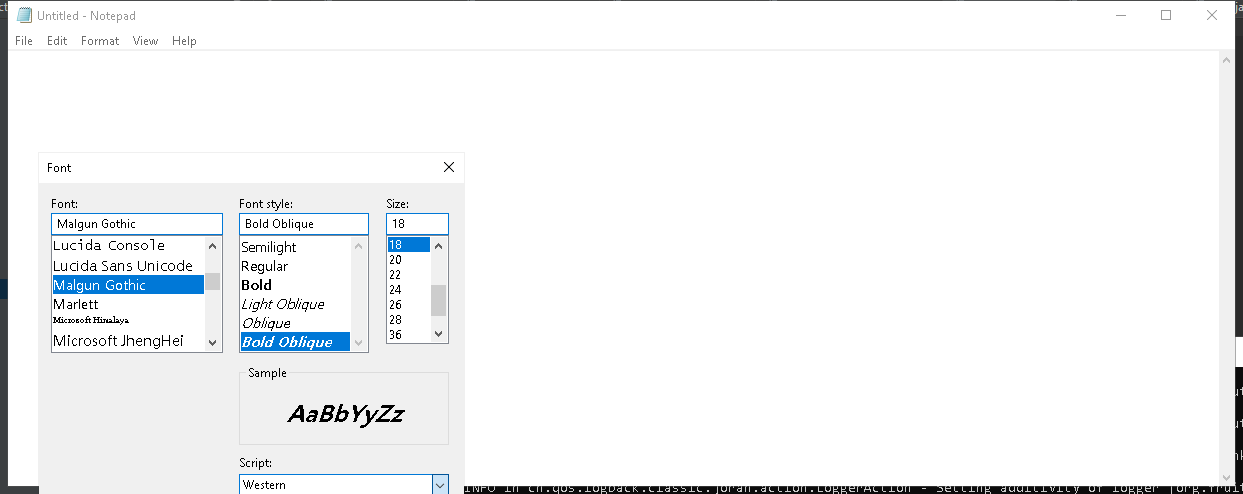 Untitled - Notepad
File Edit Format View Help
Font
Font: Font style: Size:
Malgun Gothic Bold Oblique 18
Lucida Console Semilight 18
Lucida Sans Unicode Regular 20
Malgun Gothic Bold 22
Marlett Light Oblique 24
Microsoft Himalaya Oblique 26
Microsoft JhengHei Bold Oblique 28
36
Sample
AaBbYyZz
Script:
Western
INFO in ch.qos.logback.classic.joran.action.LoggerAction - Setting additivity of logger